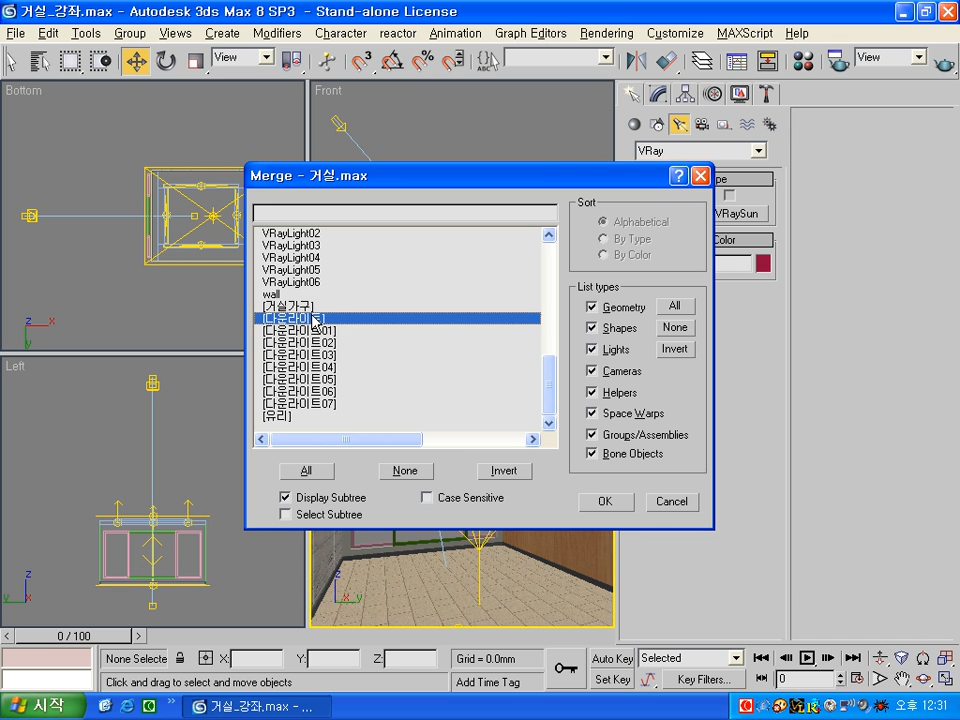 거실_강좌.max - Autodesk 3ds Max 8 SP3 - Stand-alone License
File Edit Tools Group Views Create Modifiers Character reactor Animation Graph Editors Rendering Customize MAXScript Help
View
View
Bottom
Front
VRay
Merge - 거실.max
VRaySun
Color
Sort
Alphabetical
By Type
By Color
VRayLight02
VRayLight03
VRayLight04
VRayLight05
VRayLight06
wall
[거실가구]
[다운라이트]
[다운라이트01]
[다운라이트02]
[다운라이트03]
[다운라이트04]
[다운라이트05]
[다운라이트06]
[다운라이트07]
[유리]
List types
Geometry All
Shapes None
Lights Invert
Cameras
Helpers
Space Warps
Groups/Assemblies
Bone Objects
All None Invert
Display Subtree Case Sensitive
Select Subtree
OK Cancel
Left
z
x
y
z
y
x
z
x
y
0 / 100
None Selecte X: Y: Z: Grid = 0.0mm Auto Key Selected
Click and drag to select and move objects Add Time Tag Set Key Key Filters... 0
시작 거실_강좌.max - ... 오후 12:31